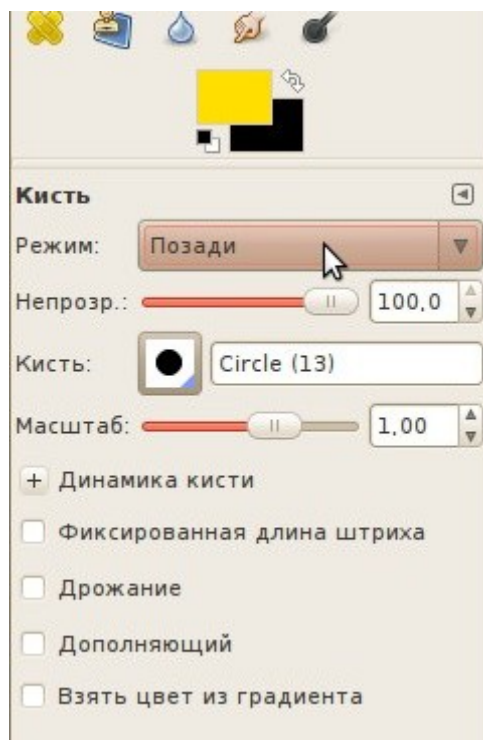 Кисть
Режим: Позади
Непрозр.: 100,0
Кисть: Circle (13)
Масштаб: 1,00
Динамика кисти
Фиксированная длина штриха
Дрожание
Дополняющий
Взять цвет из градиента